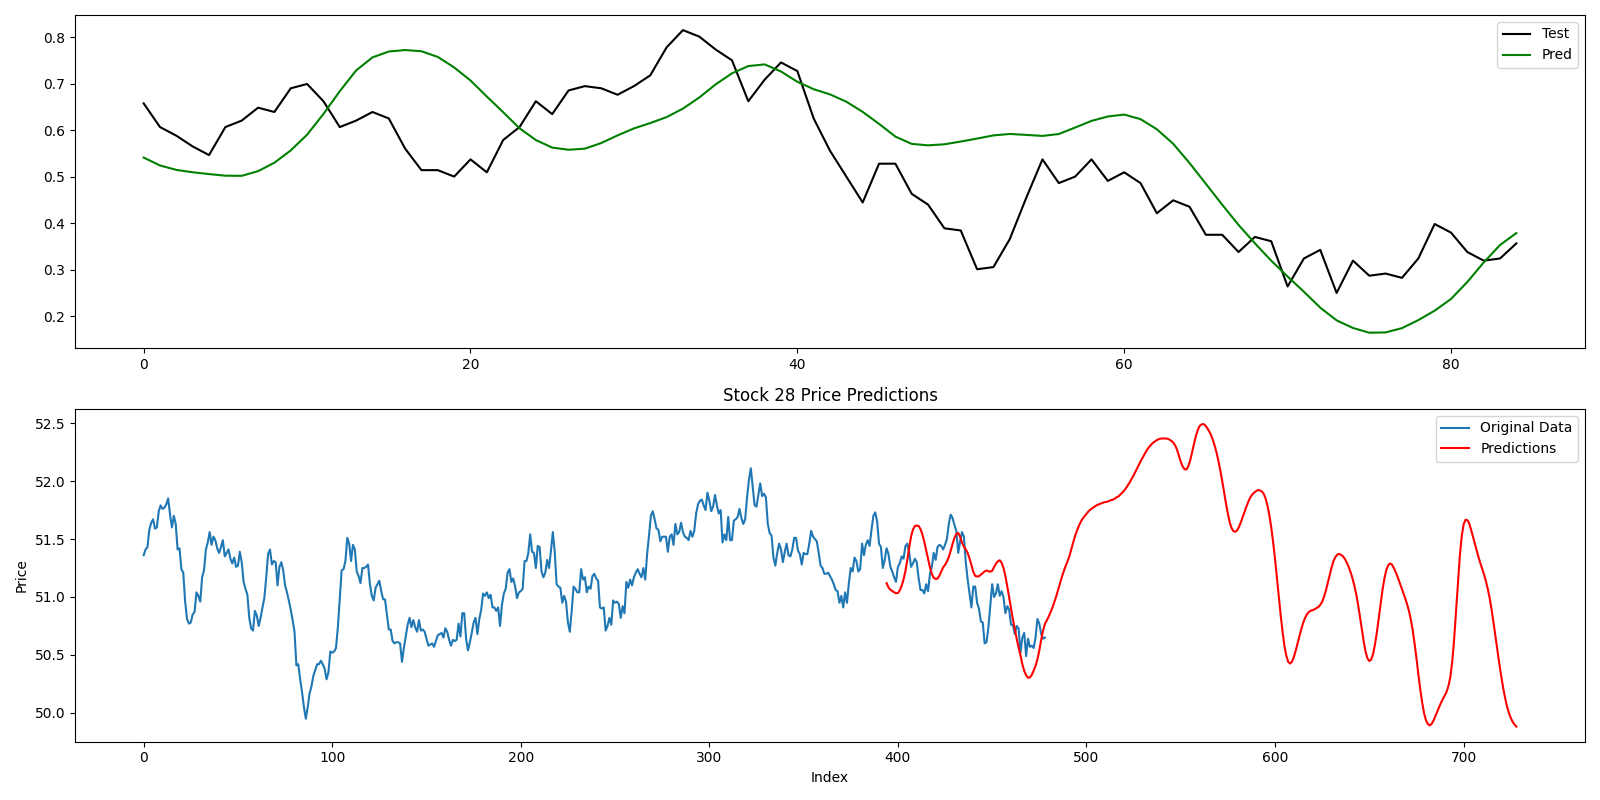 0.8
0.7
0.6
0.5
0.4
0.3
0.2
0 20 40 60 80
Test
Pred
Stock 28 Price Predictions
52.5
52.0
51.5
51.0
50.5
50.0
Price
0 100 200 300 400 500 600 700
Index
Original Data
Predictions